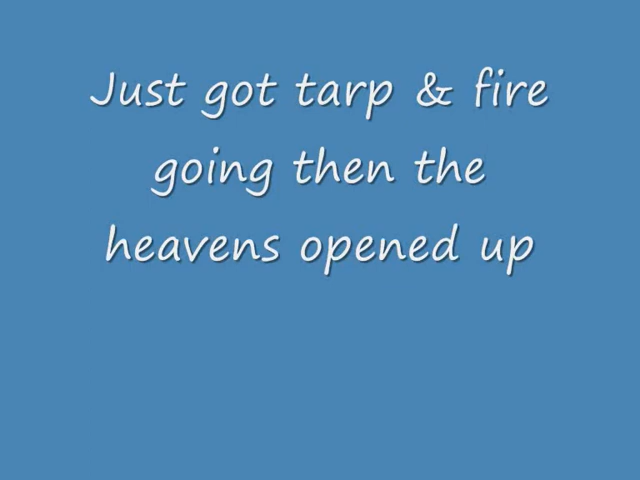 Just got tarp & fire
going then the
heavens opened up